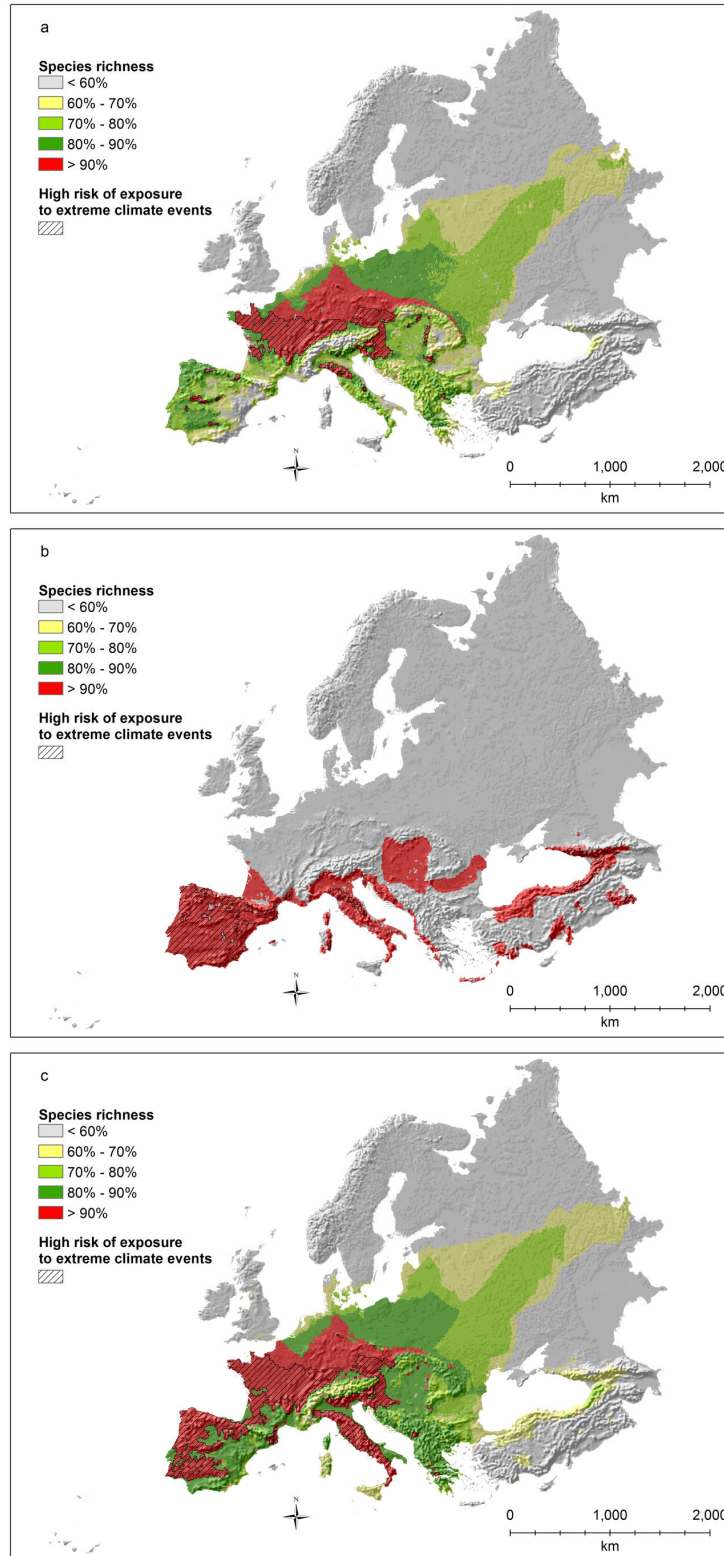 a
Species richness
< 60%
60% - 70%
70% - 80%
80% - 90%
> 90%
High risk of exposure
to extreme climate events
N
0 1,000 2,000
km
b
Species richness
< 60%
60% - 70%
70% - 80%
80% - 90%
> 90%
High risk of exposure
to extreme climate events
N
0 1,000 2,000
km
c
Species richness
< 60%
60% - 70%
70% - 80%
80% - 90%
> 90%
High risk of exposure
to extreme climate events
N
0 1,000 2,000
km